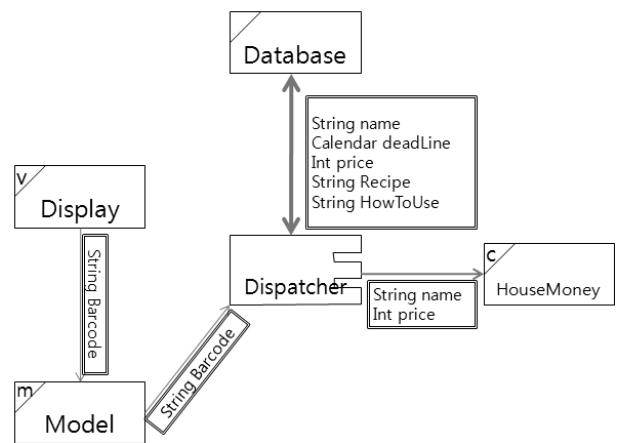 Database
String name
Calendar deadLine
Int price
String Recipe
String HowToUse
v
Display
String Barcode
Dispatcher
String name
Int price
c
HouseMoney
String Barcode
m
Model